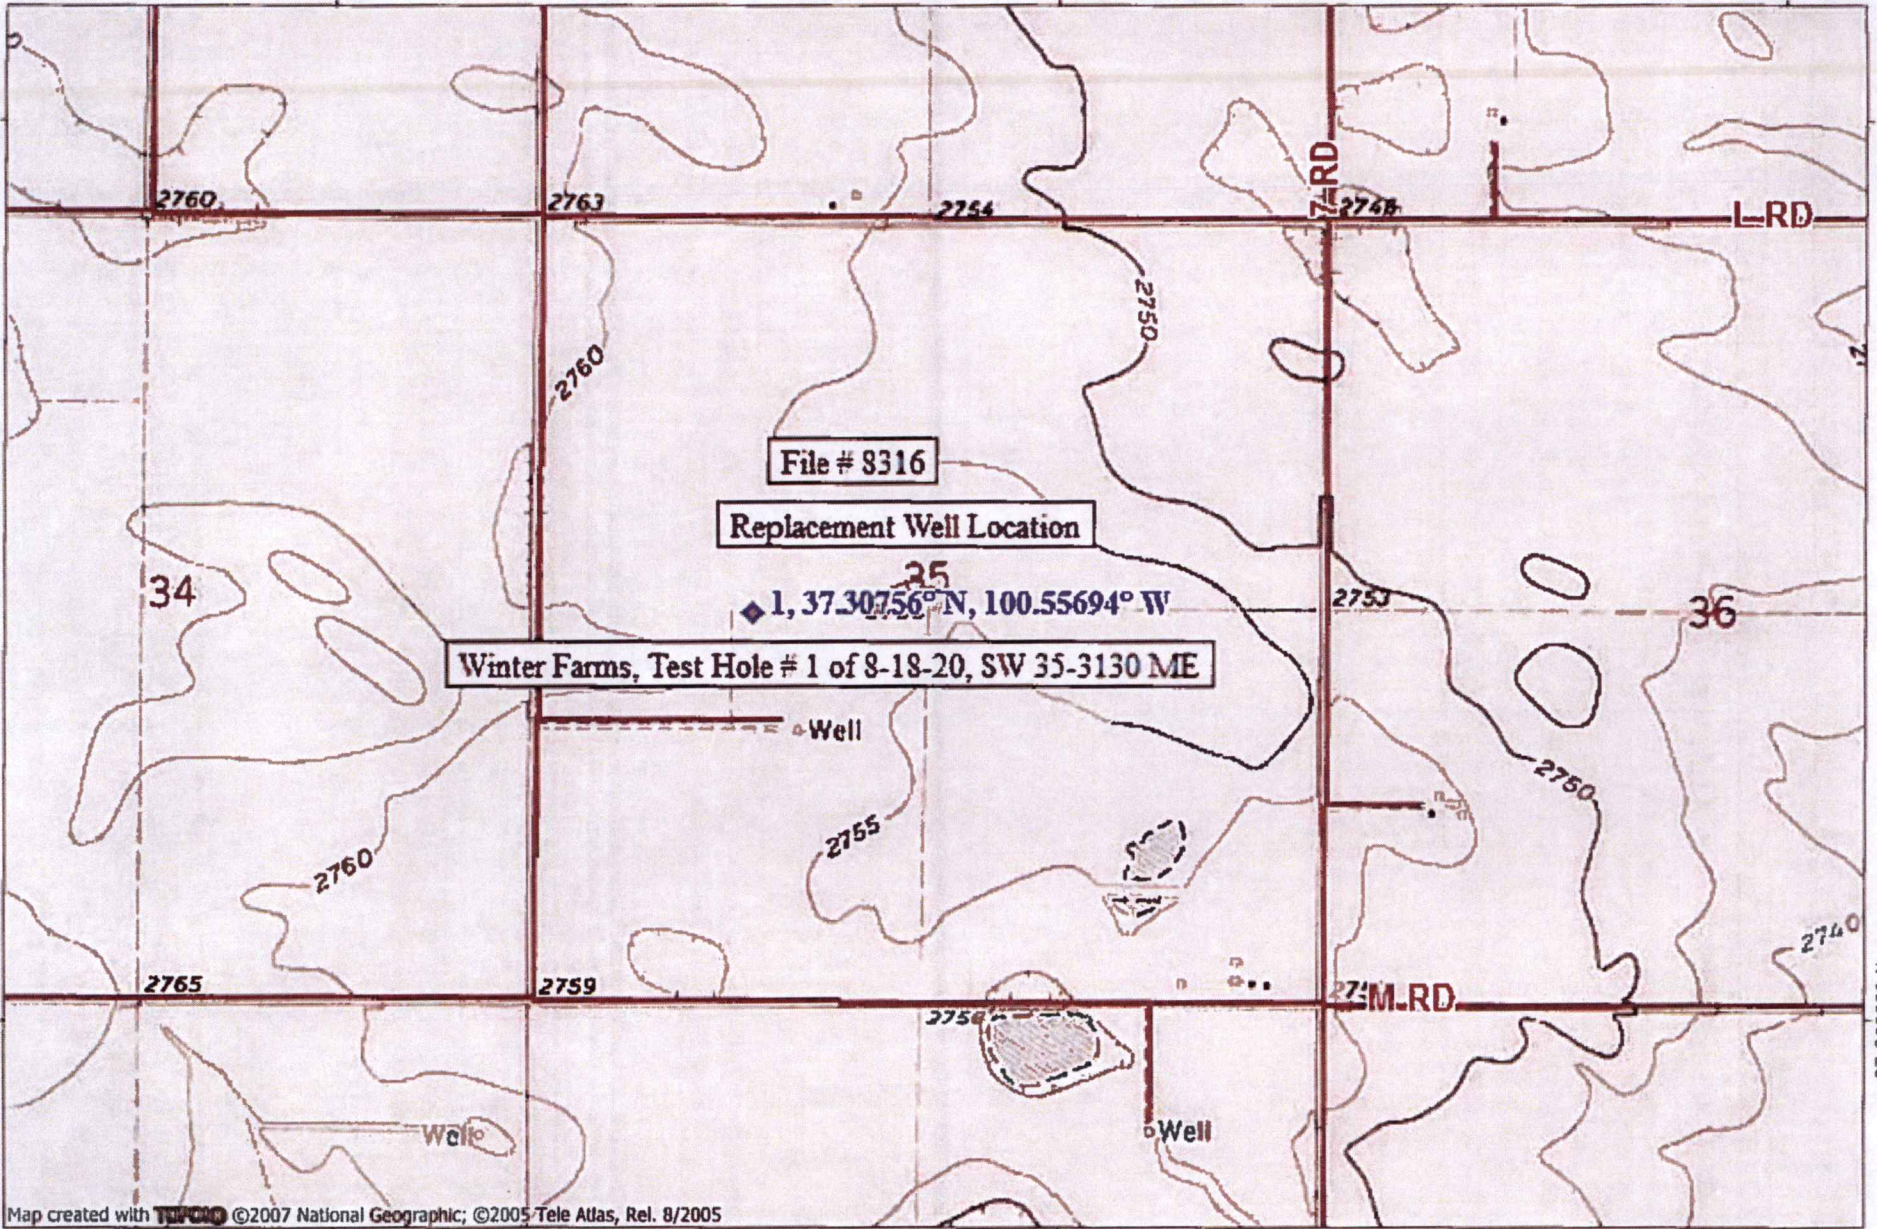 Z RD
2760
2763
2754
2748
L RD
2750
2760
File # 8316
Replacement Well Location
34
35
1, 37.30756° N, 100.55694° W
2753
36
Winter Farms, Test Hole # 1 of 8-18-20, SW 35-3130 ME
Well
2750
2755
2760
2740
2765
2759
M RD
Well
Well
Map created with TOPO!® ©2007 National Geographic; ©2005 Tele Atlas, Rel. 8/2005